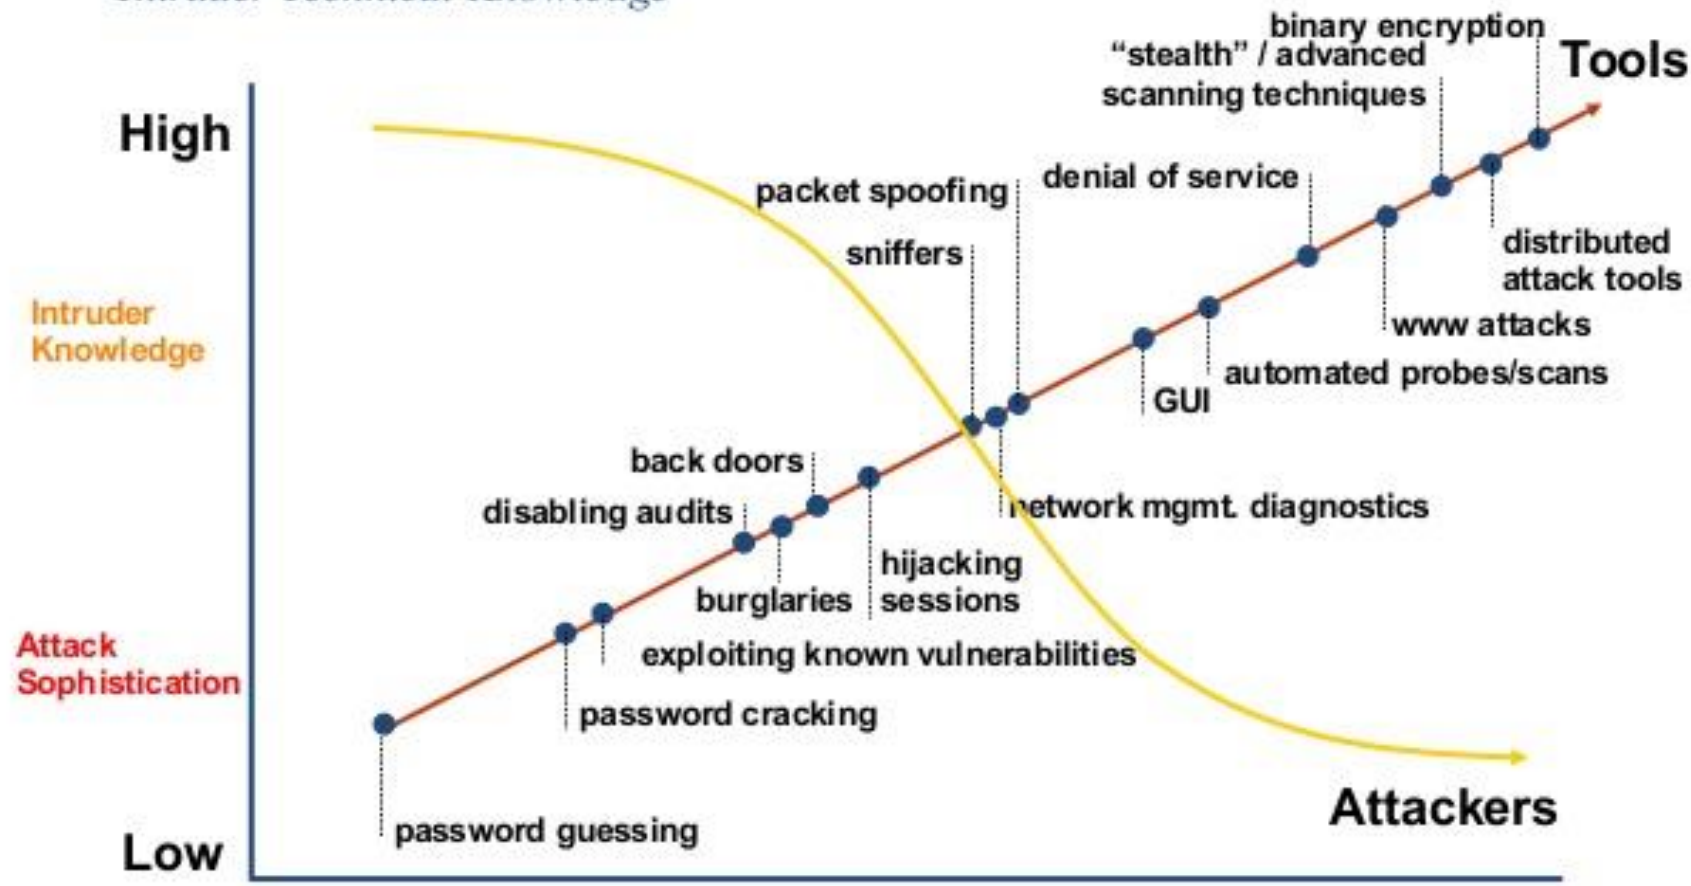 binary encryption
“stealth” / advanced
scanning techniques
Tools
High
packet spoofing
denial of service
sniffers
distributed
attack tools
Intruder
Knowledge
www attacks
automated probes/scans
GUI
back doors
disabling audits
network mgmt. diagnostics
hijacking
sessions
burglaries
exploiting known vulnerabilities
Attack
Sophistication
password cracking
Attackers
password guessing
Low